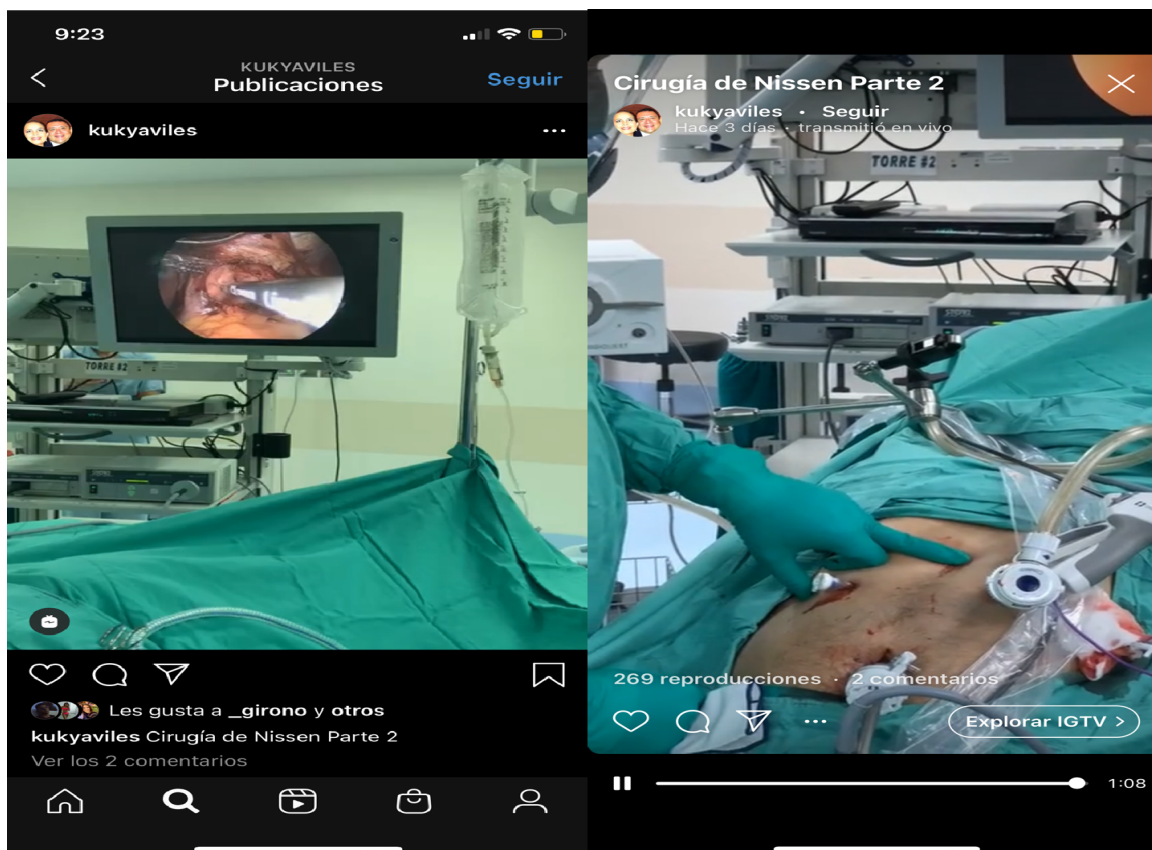 9:23
KUKYAVILES
Publicaciones
Seguir
kukyaviles
TORRE #2
Les gusta a _girono y otros
kukyaviles Cirugía de Nissen Parte 2
Ver los 2 comentarios
Cirugía de Nissen Parte 2
kukyaviles · Seguir
Hace 3 días · transmitió en vivo
TORRE #2
STORZ
STORZ
269 reproducciones · 2 comentarios
Explorar IGTV >
1:08